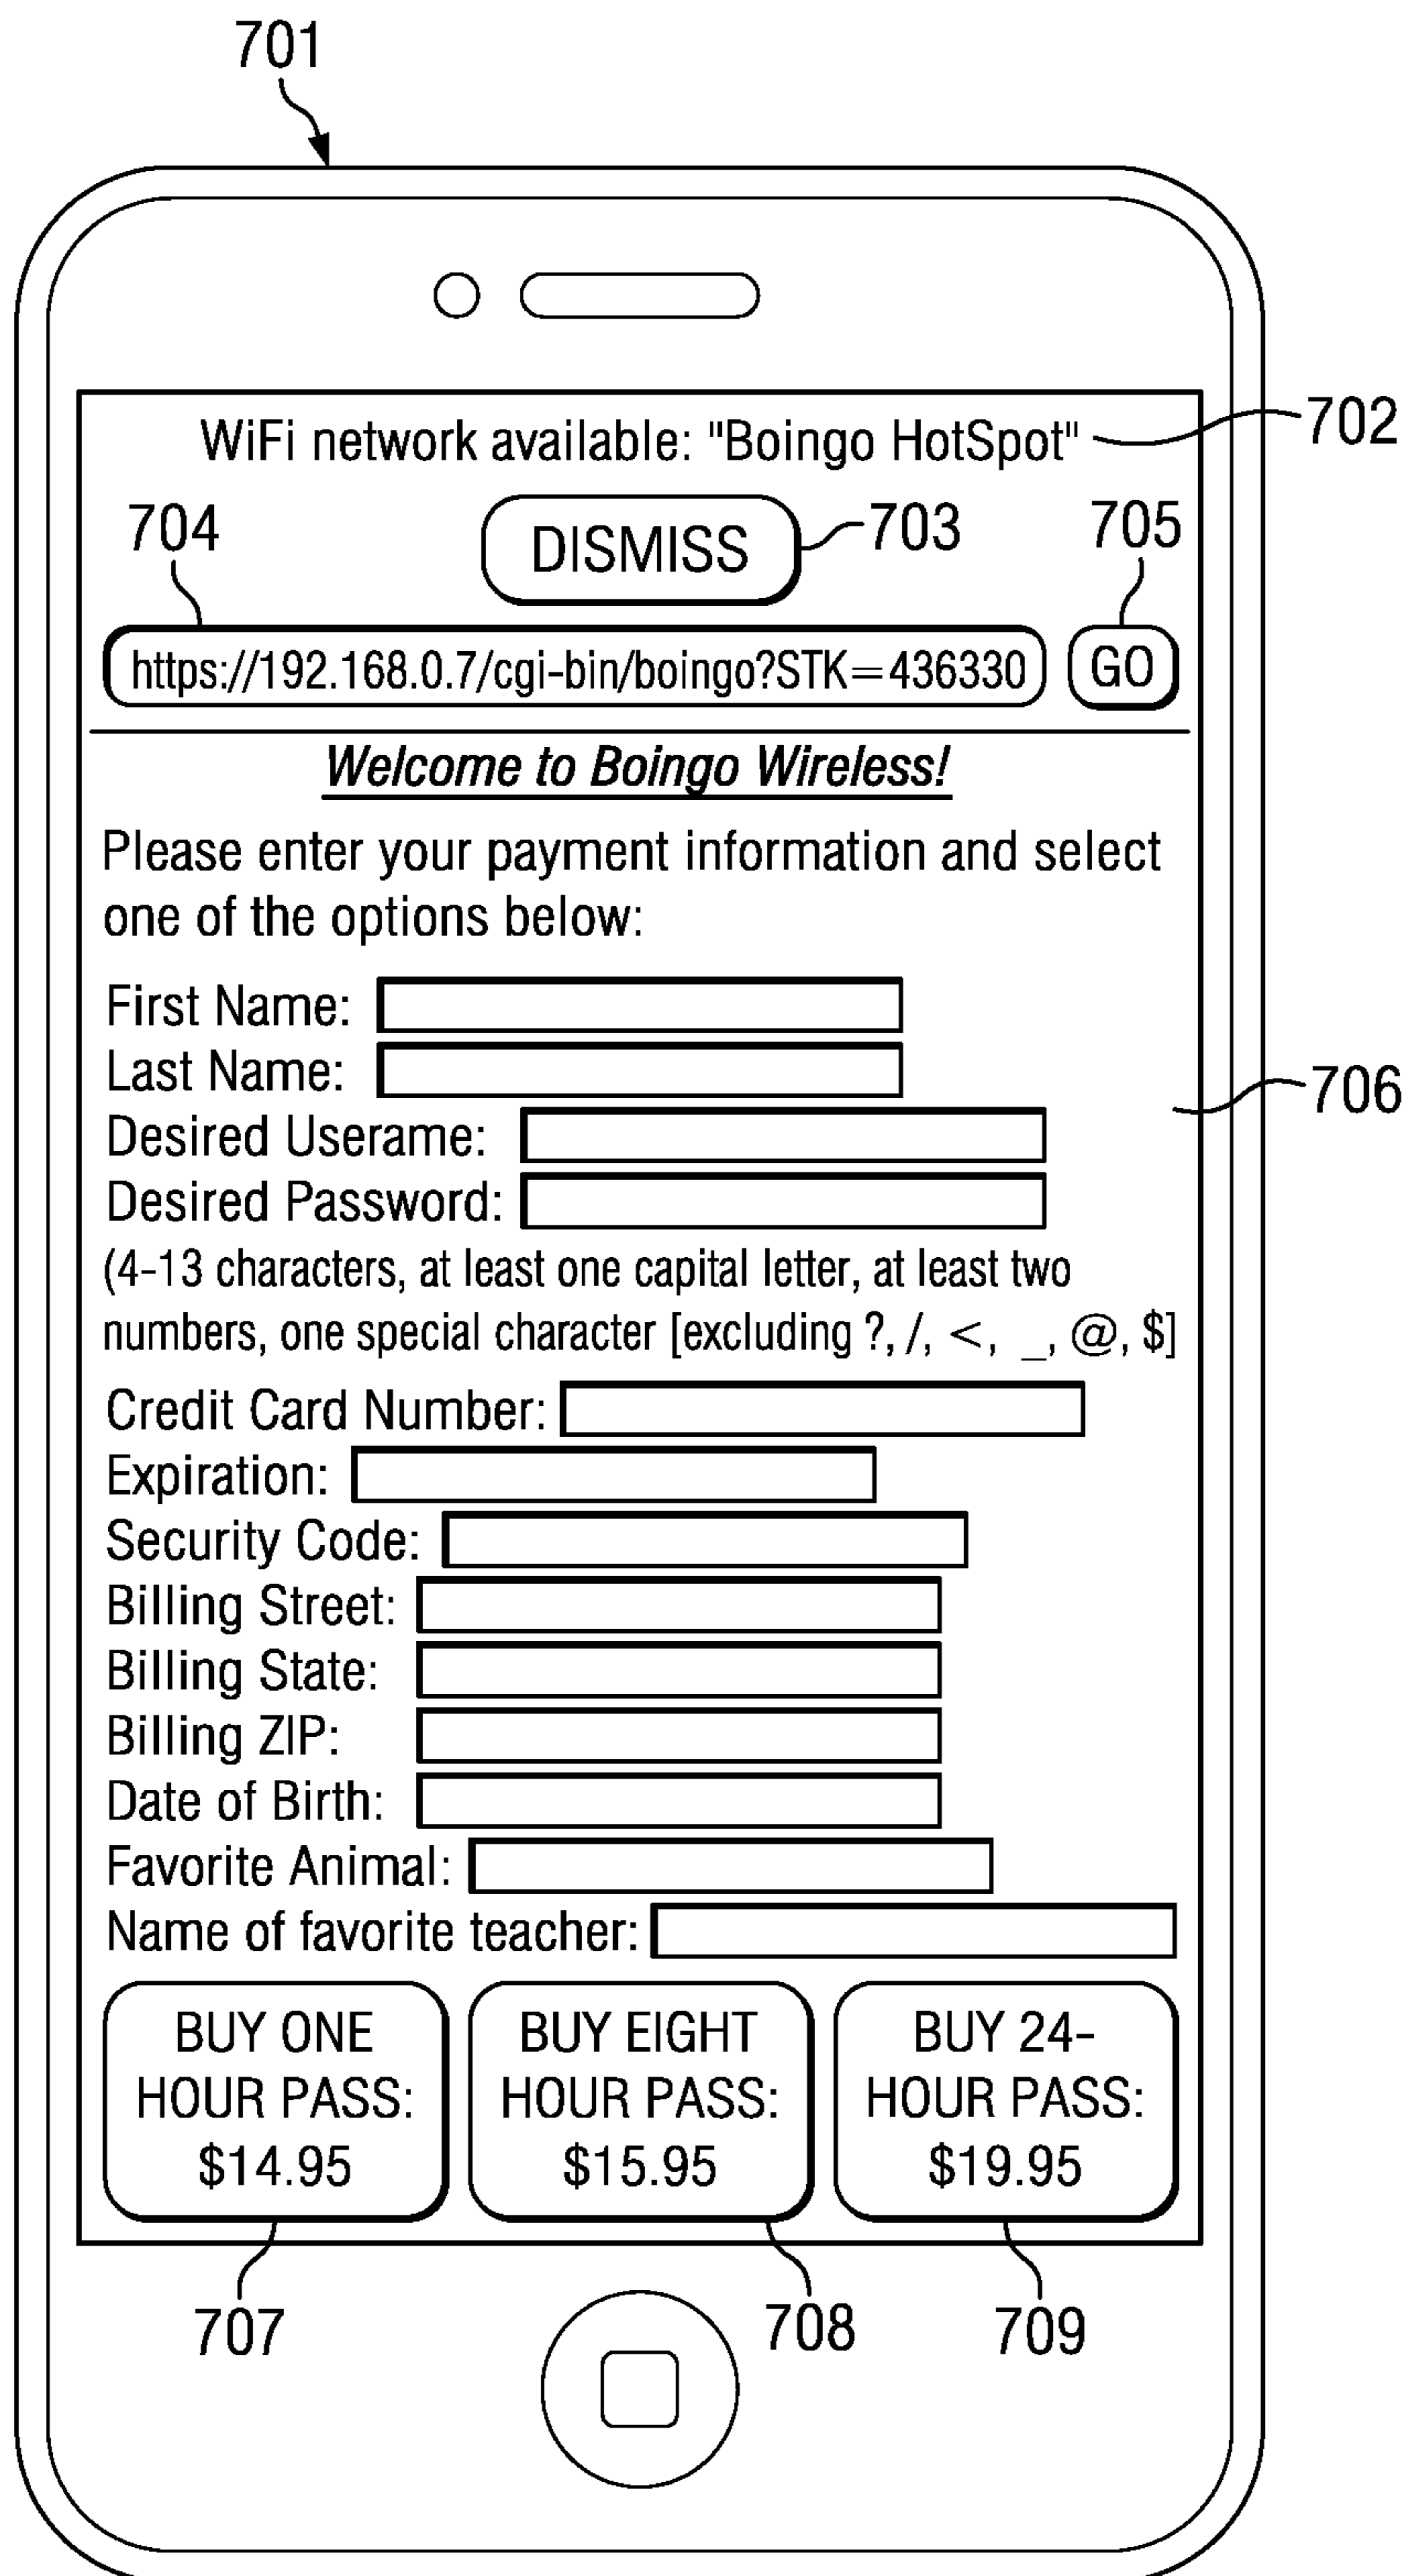 701
WiFi network available: "Boingo HotSpot"
702
704
DISMISS
703
705
https://192.168.0.7/cgi-bin/boingo?STK=436330
GO
Welcome to Boingo Wireless!
Please enter your payment information and select
one of the options below:
First Name:
Last Name:
706
Desired Userame:
Desired Password:
(4-13 characters, at least one capital letter, at least two
numbers, one special character [excluding ?, /, <, _, @, $]
Credit Card Number:
Expiration:
Security Code:
Billing Street:
Billing State:
Billing ZIP:
Date of Birth:
Favorite Animal:
Name of favorite teacher:
BUY ONE
HOUR PASS:
$14.95
BUY EIGHT
HOUR PASS:
$15.95
BUY 24-
HOUR PASS:
$19.95
707
708
709